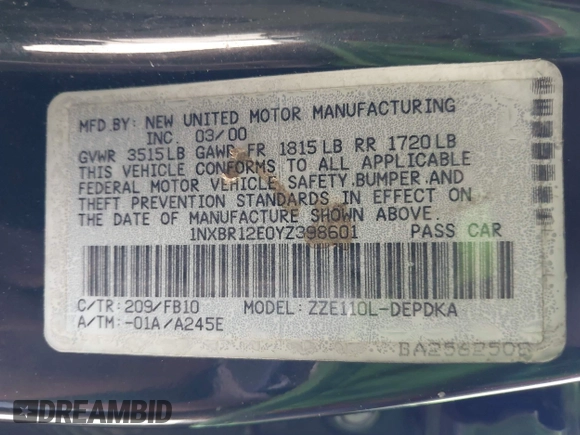 MFD.BY: NEW UNITED MOTOR MANUFACTURING
INC. 03/00
GVWR 3515LB GAWR FR 1815LB RR 1720LB
THIS VEHICLE CONFORMS TO ALL APPLICABLE
FEDERAL MOTOR VEHICLE SAFETY,BUMPER,AND
THEFT PREVENTION STANDARDS IN EFFECT ON
THE DATE OF MANUFACTURE SHOWN ABOVE.
1NXBR12E0YZ398601 PASS CAR
C/TR: 209/FB10 MODEL: ZZE110L-DEPDKA
A/TM:-01A/A245E
BA2562508
DREAMBID